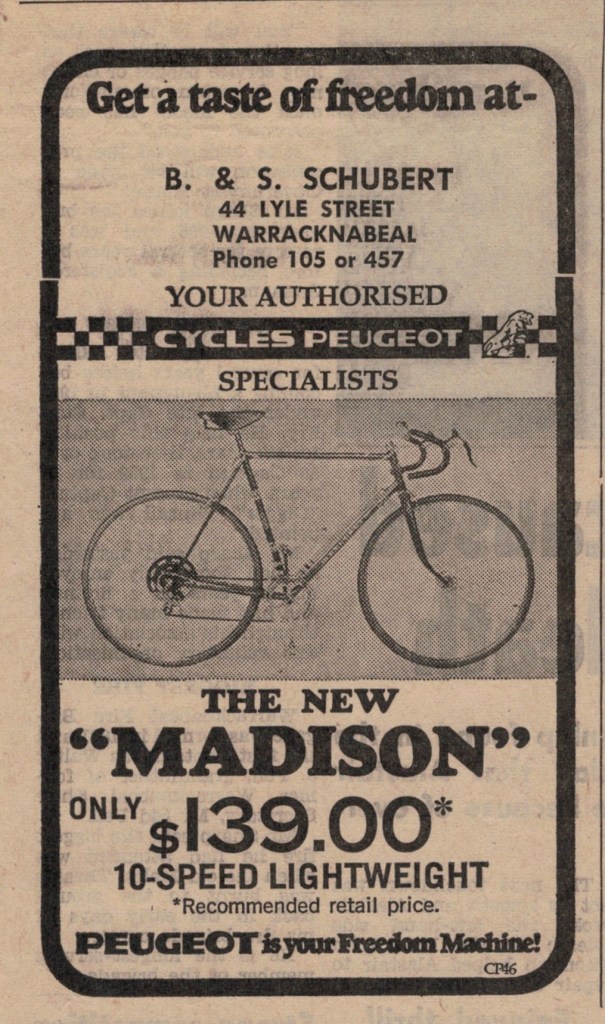 Get a taste of freedom at-
B. & S. SCHUBERT
44 LYLE STREET
WARRACKNABEAL
Phone 105 or 457
YOUR AUTHORISED
CYCLES PEUGEOT
SPECIALISTS
THE NEW
"MADISON"
ONLY $139.00*
10-SPEED LIGHTWEIGHT
*Recommended retail price.
PEUGEOT is your Freedom Machine!
CP46